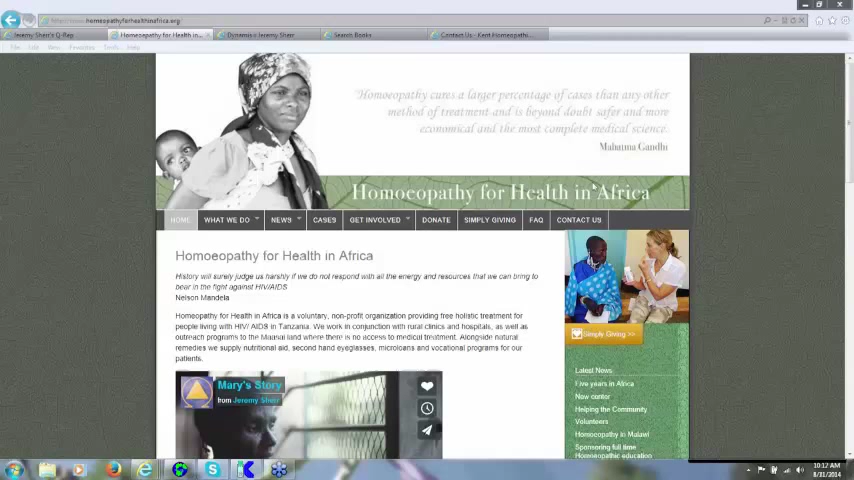 www.homeopathyforhealthinafrica.org
Jeremy Sherr's Q-Rep
Homeopathy for Health in...
Dynamis :: Jeremy Sherr
Search Books
Contact Us - Kent Homeopathi...
File Edit View Favorites Tools Help
"Homoeopathy cures a larger percentage of cases than any other
method of treatment and is beyond doubt safer and more
economical and the most complete medical science.
Mahatma Gandhi
Homoeopathy for Health in Africa
HOME
WHAT WE DO
NEWS
CASES
GET INVOLVED
DONATE
SIMPLY GIVING
FAQ
CONTACT US
Homoeopathy for Health in Africa
History will surely judge us harshly if we do not respond with all the energy and resources that we can bring to
bear in the fight against HIV/AIDS
Nelson Mandela
Homeopathy for Health in Africa is a voluntary, non-profit organization providing free holistic treatment for
people living with HIV/ AIDS in Tanzania. We work in conjunction with rural clinics and hospitals, as well as
outreach programs to the Maasai land where there is no access to medical treatment. Alongside natural
remedies we supply nutritional aid, second hand eyeglasses, microloans and vocational programs for our
patients.
Mary's Story
from Jeremy Sherr
Simply Giving >>
Latest News
Five years in Africa
New center
Helping the Community
Volunteers
Homoeopathy in Malawi
Sponsoring full time
Homoeopathic education
10:12 AM
8/31/2014